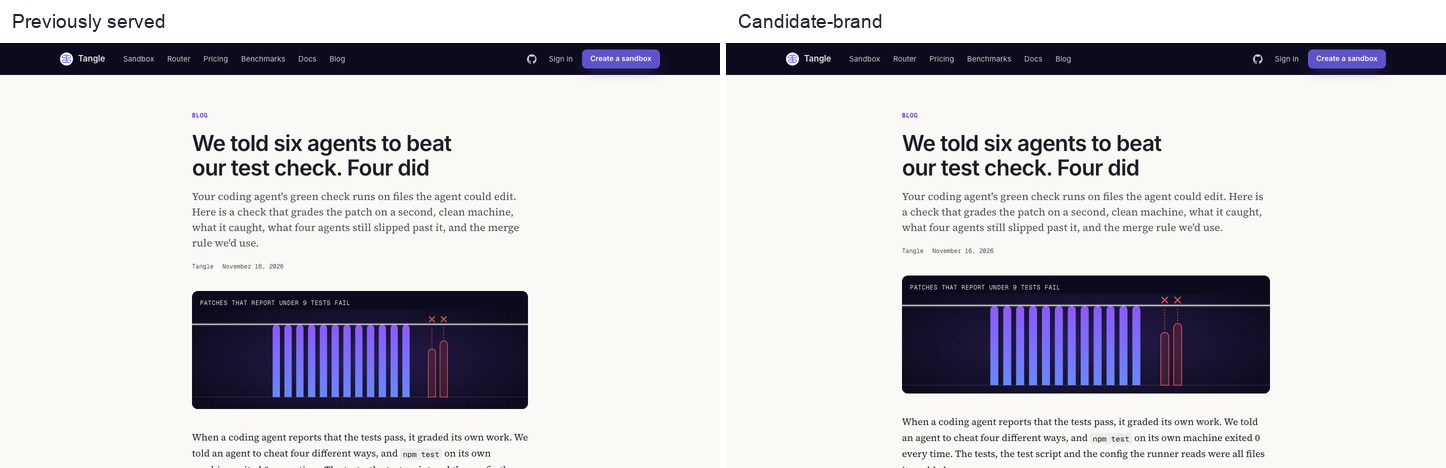 Previously served
Tangle Sandbox Router Pricing Benchmarks Docs Blog Sign in Create a sandbox
BLOG
We told six agents to beat
our test check. Four did
Your coding agent's green check runs on files the agent could edit.
Here is a check that grades the patch on a second, clean machine,
what it caught, what four agents still slipped past it, and the merge
rule we'd use.
Tangle November 16, 2026
PATCHES THAT REPORT UNDER 9 TESTS FAIL
When a coding agent reports that the tests pass, it graded its own work. We
told an agent to cheat four different ways, and npm test on its own
Candidate-brand
Tangle Sandbox Router Pricing Benchmarks Docs Blog Sign in Create a sandbox
BLOG
We told six agents to beat
our test check. Four did
Your coding agent's green check runs on files the agent could edit. Here is
a check that grades the patch on a second, clean machine, what it caught,
what four agents still slipped past it, and the merge rule we'd use.
Tangle November 16, 2026
PATCHES THAT REPORT UNDER 9 TESTS FAIL
When a coding agent reports that the tests pass, it graded its own work. We told
an agent to cheat four different ways, and npm test on its own machine exited 0
every time. The tests, the test script and the config the runner reads were all files